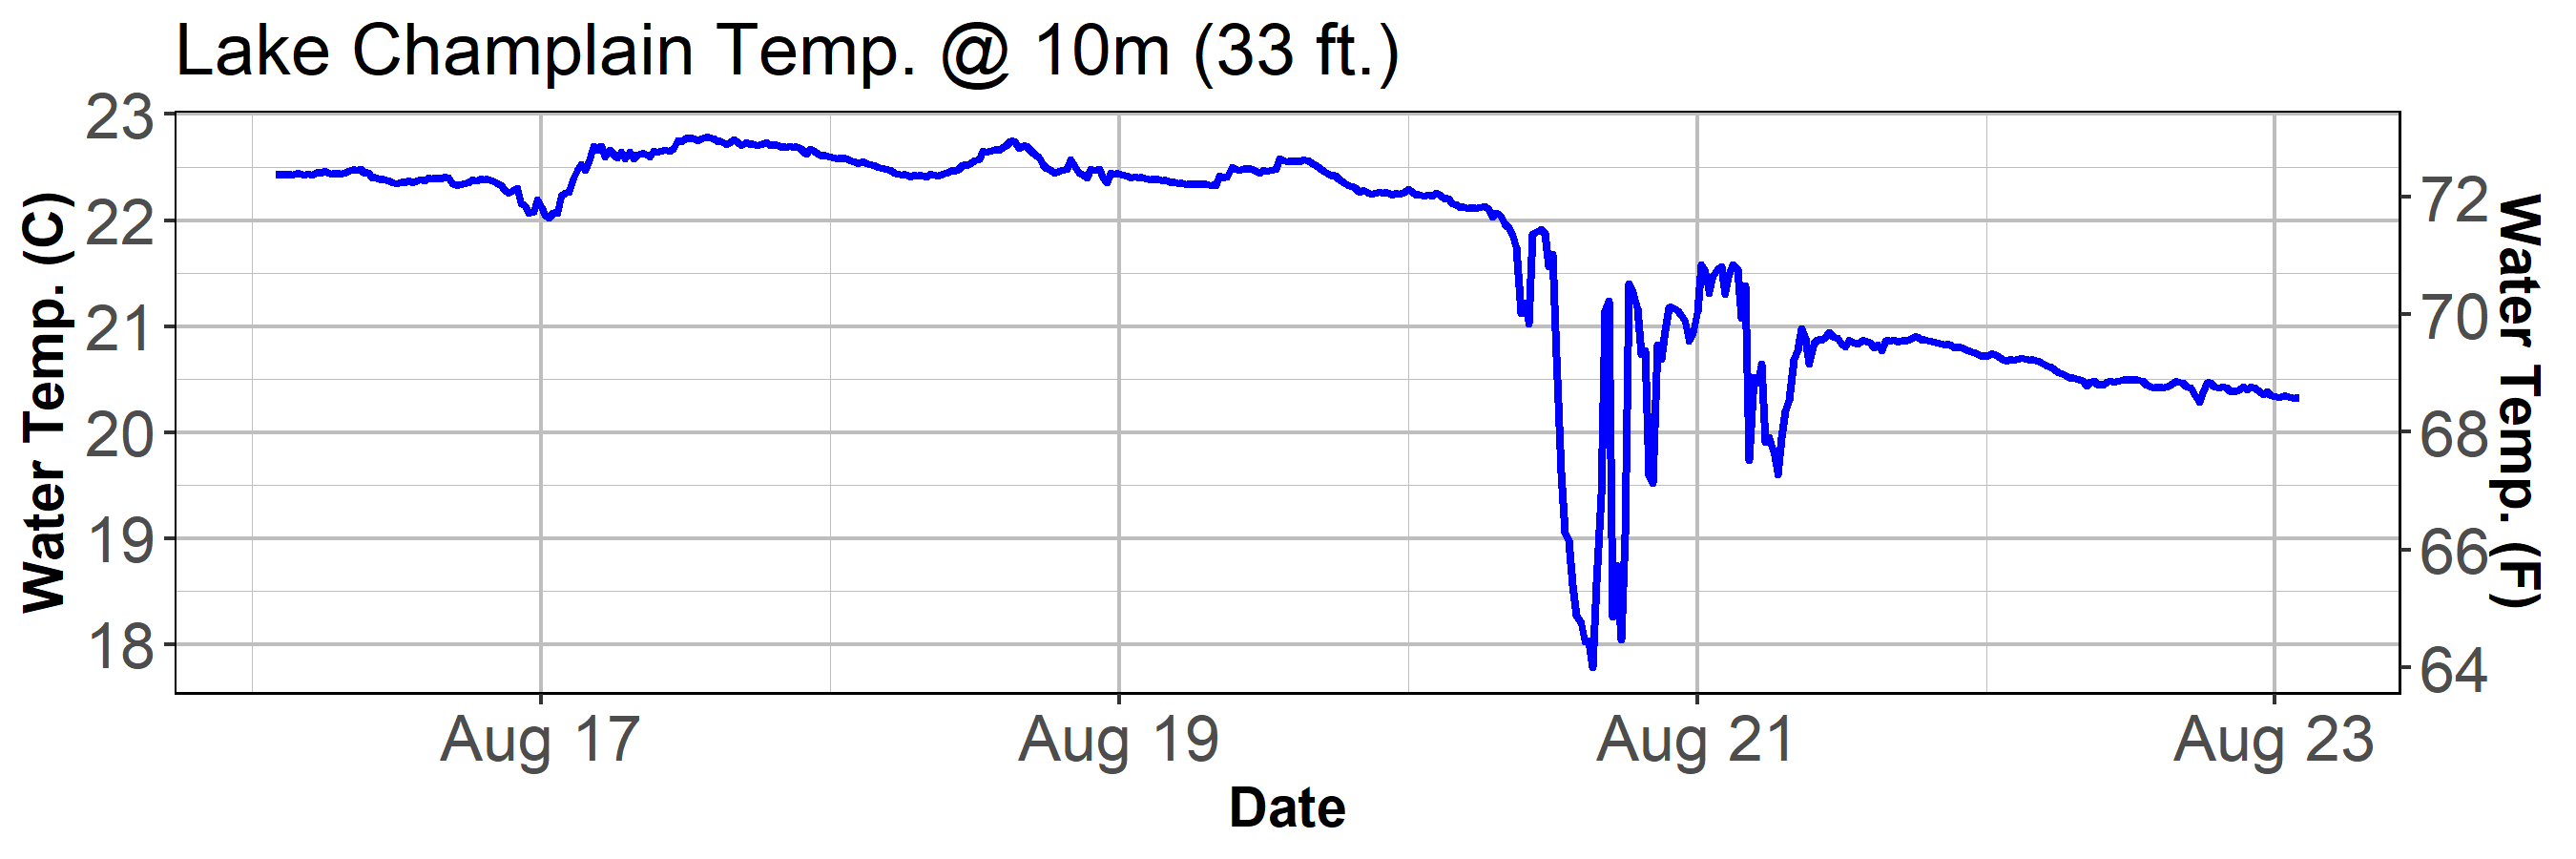 Lake Champlain Temp. @ 10m (33 ft.)
Water Temp. (C)
23
22
21
20
19
18
72
70
68
66
64
Water Temp. (F)
Aug 17
Aug 19
Aug 21
Aug 23
Date